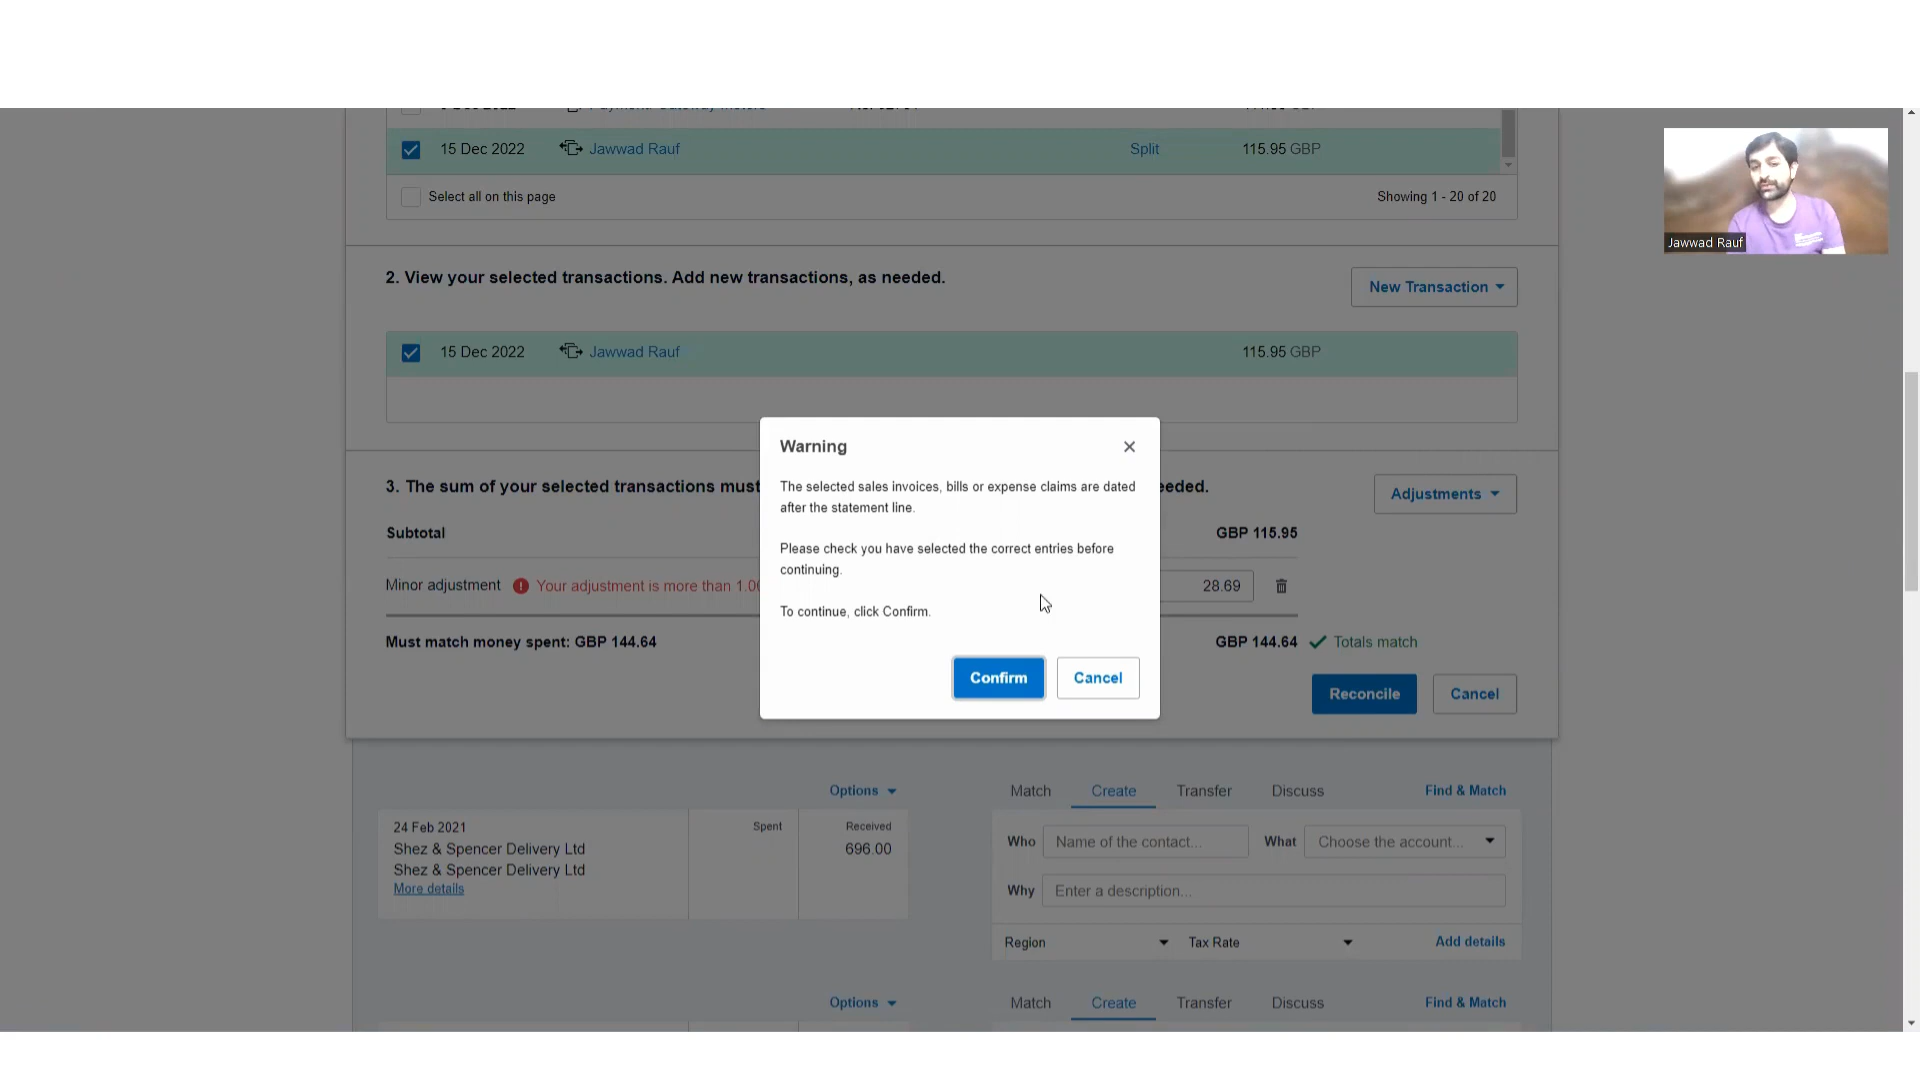 15 Dec 2022 Jawwad Rauf Split 115.95 GBP
Select all on this page Showing 1 - 20 of 20
Jawwad Rauf
2. View your selected transactions. Add new transactions, as needed.
New Transaction
15 Dec 2022 Jawwad Rauf 115.95 GBP
Warning
The selected sales invoices, bills or expense claims are dated
after the statement line.
Please check you have selected the correct entries before
continuing.
To continue, click Confirm.
Confirm Cancel
3. The sum of your selected transactions must
eeded.
Adjustments
Subtotal GBP 115.95
Minor adjustment Your adjustment is more than 1.00 28.69
Must match money spent: GBP 144.64 GBP 144.64 Totals match
Reconcile Cancel
Options
24 Feb 2021 Spent Received
Shez & Spencer Delivery Ltd 696.00
Shez & Spencer Delivery Ltd
More details
Match Create Transfer Discuss Find & Match
Who Name of the contact... What Choose the account...
Why Enter a description...
Region Tax Rate Add details
Options Match Create Transfer Discuss Find & Match